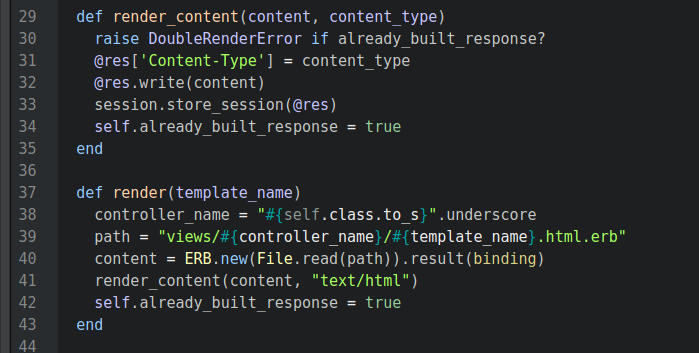 29 def render_content(content, content_type)
30 raise DoubleRenderError if already_built_response?
31 @res['Content-Type'] = content_type
32 @res.write(content)
33 session.store_session(@res)
34 self.already_built_response = true
35 end
36
37 def render(template_name)
38 controller_name = "#{self.class.to_s}".underscore
39 path = "views/#{controller_name}/#{template_name}.html.erb"
40 content = ERB.new(File.read(path)).result(binding)
41 render_content(content, "text/html")
42 self.already_built_response = true
43 end
44